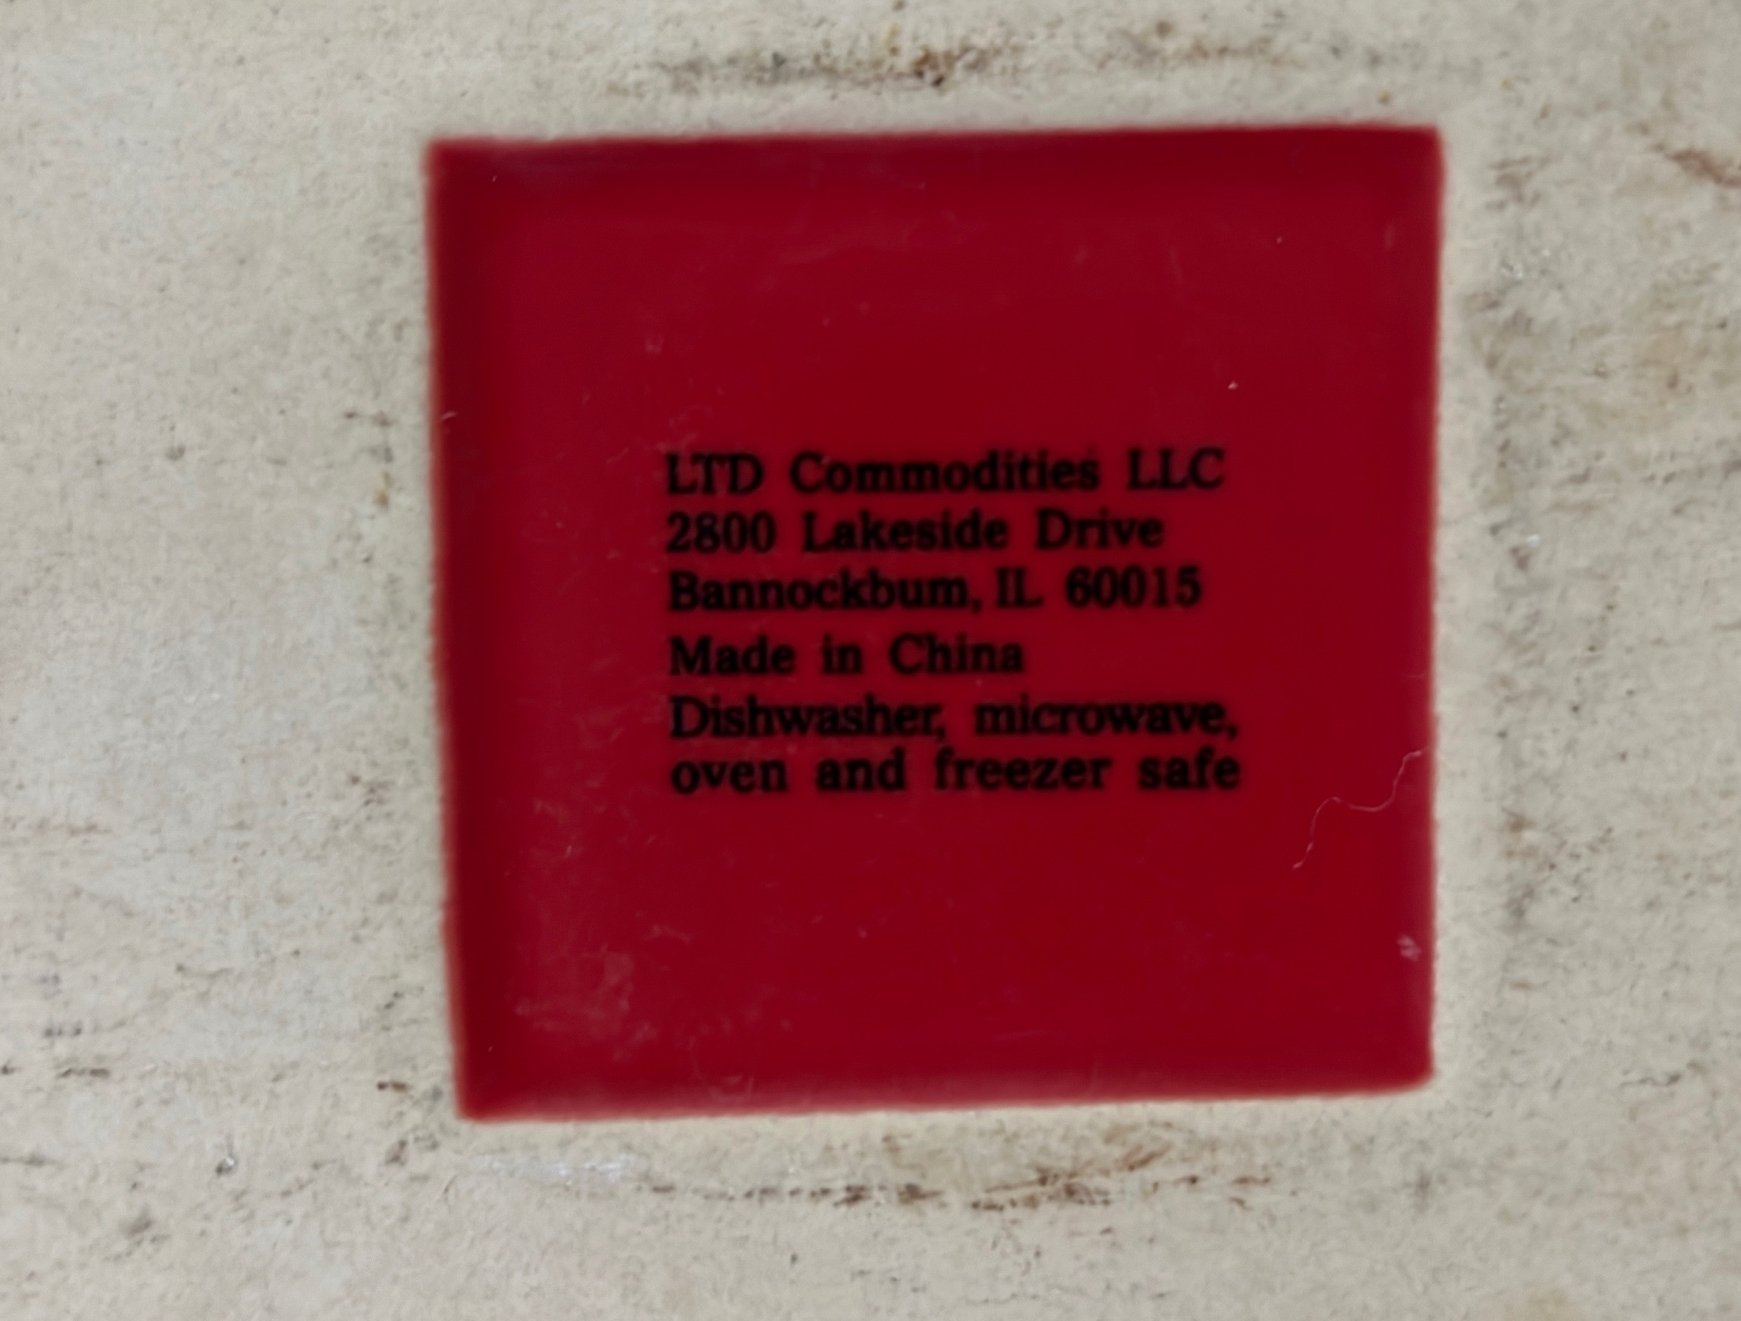 LTD Commodities LLC
2800 Lakeside Drive
Bannockbum, IL 60015
Made in China
Dishwasher, microwave,
oven and freezer safe